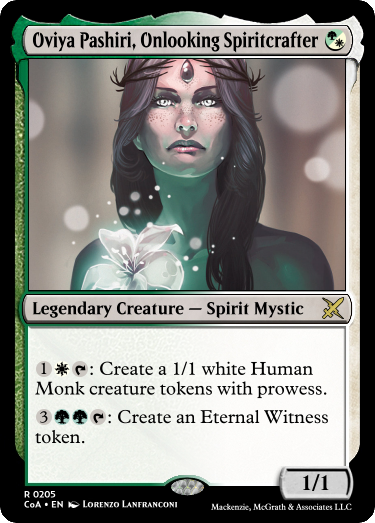 Oviya Pashiri, Onlooking Spiritcrafter
Legendary Creature — Spirit Mystic
1: Create a 1/1 white Human
Monk creature tokens with prowess.
3: Create an Eternal Witness
token.
1/1
R 0205
CoA • EN Lorenzo Lanfranconi
Mackenzie, McGrath & Associates LLC